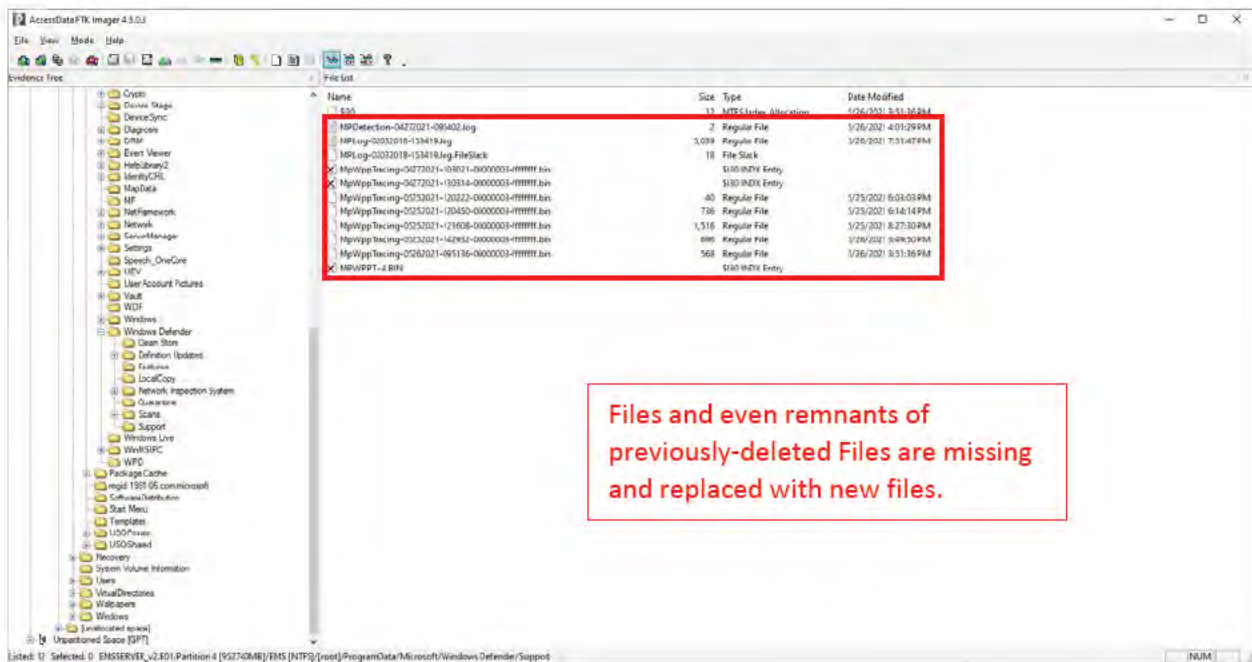 AccessData FTK Imager 4.5.0.3
File View Mode Help
Evidence Tree
File List
Crypto
Device Stage
DeviceSync
Diagnosis
DRM
Event Viewer
HelpLibrary2
IdentityCRL
MapData
MF
NetFramework
Network
ServerManager
Settings
Speech_OneCore
UEV
User Account Pictures
Vault
WDF
Windows
Windows Defender
Clean Store
Definition Updates
Features
LocalCopy
Network Inspection System
Quarantine
Scans
Support
Windows Live
WinMSIPC
WPD
Package Cache
regid.1991-06.com.microsoft
SoftwareDistribution
Start Menu
Templates
USOPrivate
USOShared
Recovery
System Volume Information
Users
VirtualDirectories
Wallpapers
Windows
[unallocated space]
Unpartitioned Space [GPT]
Name Size Type Date Modified
$I30 12 NTFS Index Allocation 5/26/2021 3:51:36 PM
MPDetection-04272021-095402.log 2 Regular File 5/26/2021 4:01:29 PM
MPLog-02032018-153419.log Regular File 5/26/2021 7:51:47 PM
MPLog-02032018-153419.log.FileSlack 18 File Slack
MpWppTracing-04272021-103021-00000003-ffffffff.bin $I30 INDX Entry
MpWppTracing-04272021-130314-00000003-ffffffff.bin $I30 INDX Entry
MpWppTracing-05252021-120222-00000003-ffffffff.bin 40 Regular File 5/25/2021 6:03:03 PM
MpWppTracing-05252021-120450-00000003-ffffffff.bin 736 Regular File 5/25/2021 6:14:14 PM
MpWppTracing-05252021-121608-00000003-ffffffff.bin 1,516 Regular File 5/25/2021 8:27:30 PM
MpWppTracing-05252021-142932-00000003-ffffffff.bin Regular File
MpWppTracing-05262021-095136-00000003-ffffffff.bin 568 Regular File 5/26/2021 3:51:36 PM
MPWPPT~4.BIN $I30 INDX Entry
Files and even remnants of
previously-deleted Files are missing
and replaced with new files.
Listed: 12 Selected: 0 ENSSERVER_v2.E01/Partition 4 [952740MB]/EMS [NTFS]/[root]/ProgramData/Microsoft/Windows Defender/Support
NUM